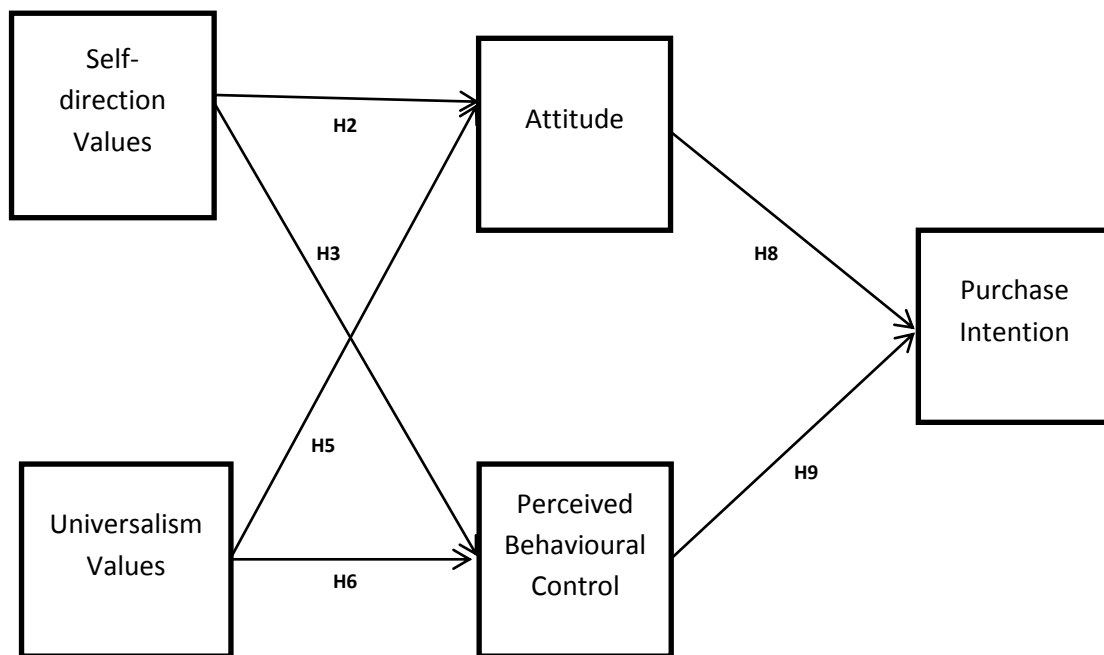 Self-
direction
Values
H2
Attitude
H3
H8
Purchase
Intention
H5
Universalism
Values
H6
Perceived
Behavioural
Control
H9